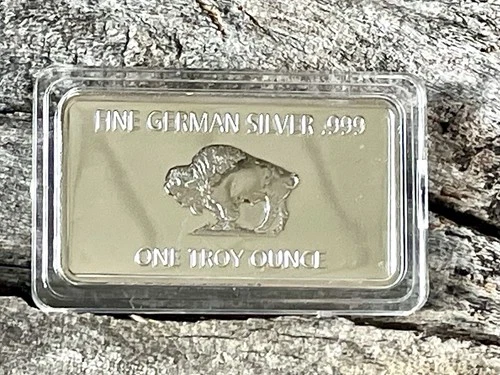 FINE GERMAN SILVER .999
ONE TROY OUNCE